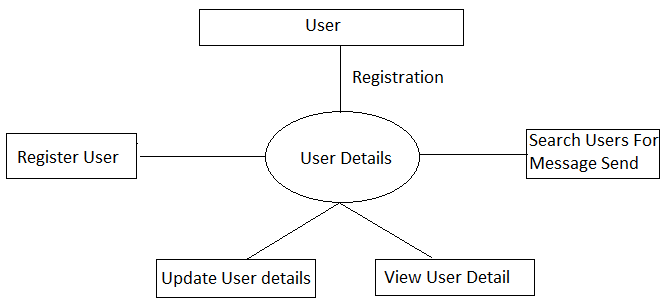 User
Registration
Register User
User Details
Search Users For
Message Send
Update User details
View User Detail